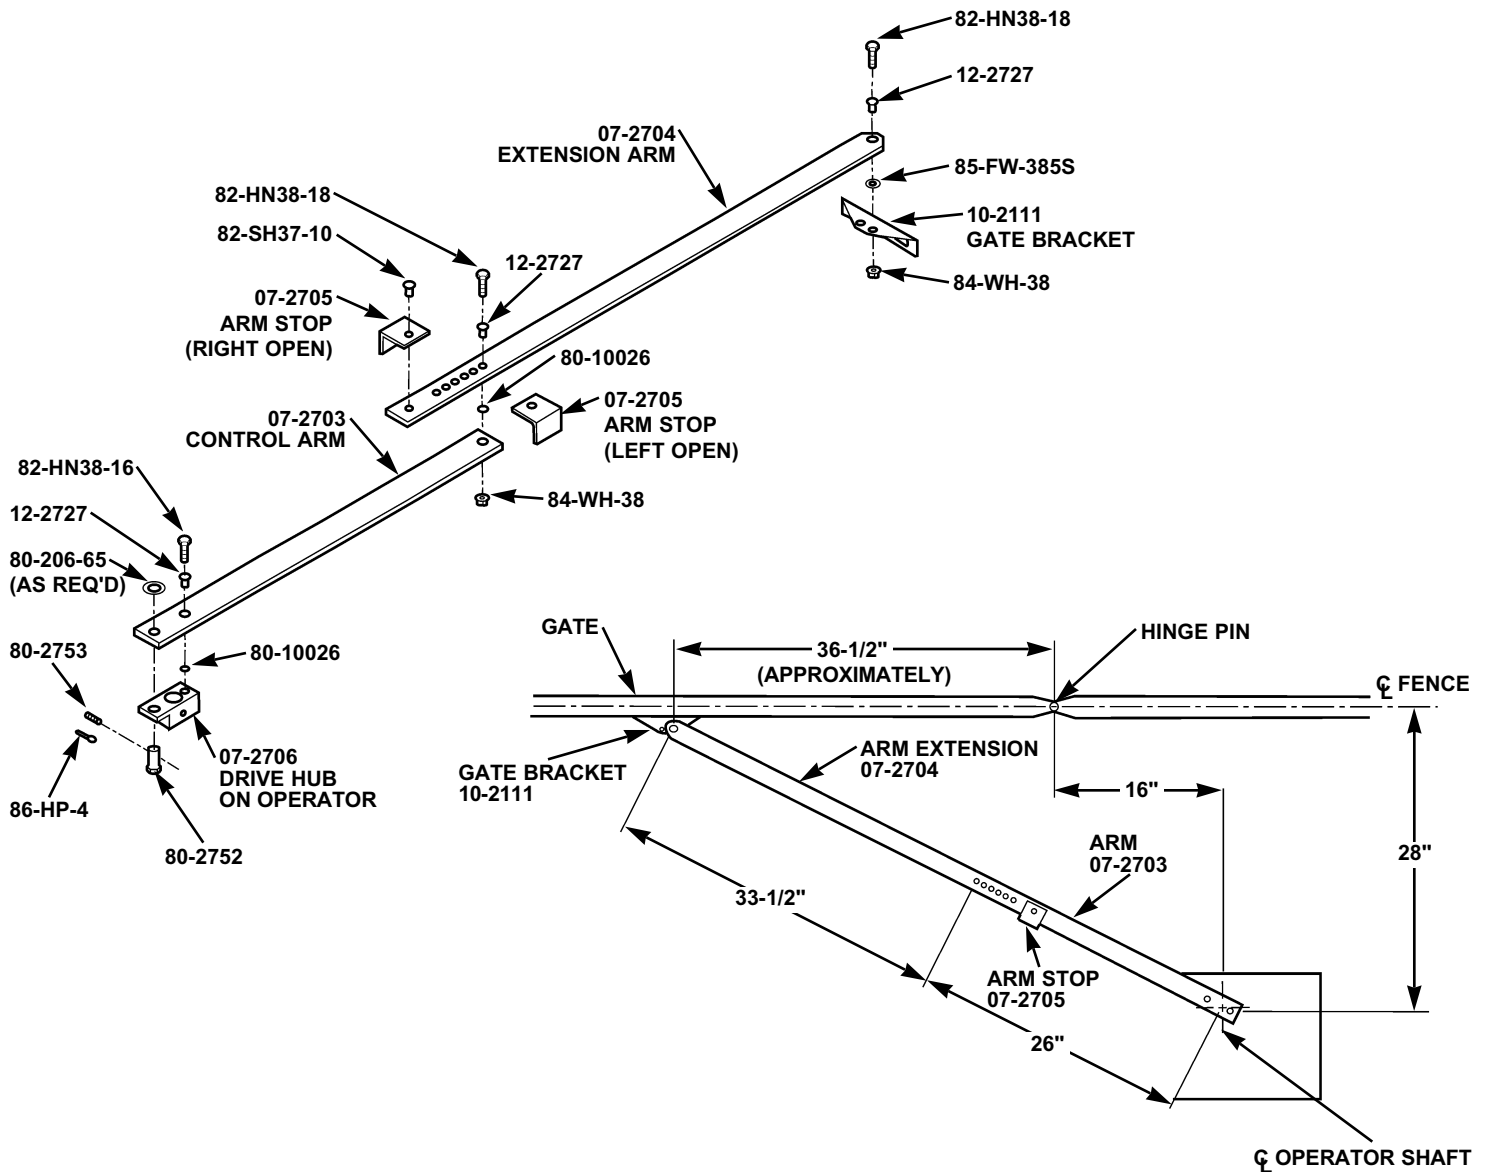 82-HN38-18
12-2727
07-2704
EXTENSION ARM
85-FW-385S
10-2111
GATE BRACKET
84-WH-38
82-HN38-18
82-SH37-10
12-2727
07-2705
ARM STOP
(RIGHT OPEN)
80-10026
07-2705
ARM STOP
(LEFT OPEN)
07-2703
CONTROL ARM
84-WH-38
82-HN38-16
12-2727
80-206-65
(AS REQ'D)
80-2753
80-10026
07-2706
DRIVE HUB
ON OPERATOR
86-HP-4
80-2752
GATE
36-1/2"
(APPROXIMATELY)
HINGE PIN
℄ FENCE
GATE BRACKET
10-2111
ARM EXTENSION
07-2704
16"
ARM
07-2703
28"
33-1/2"
ARM STOP
07-2705
26"
℄ OPERATOR SHAFT